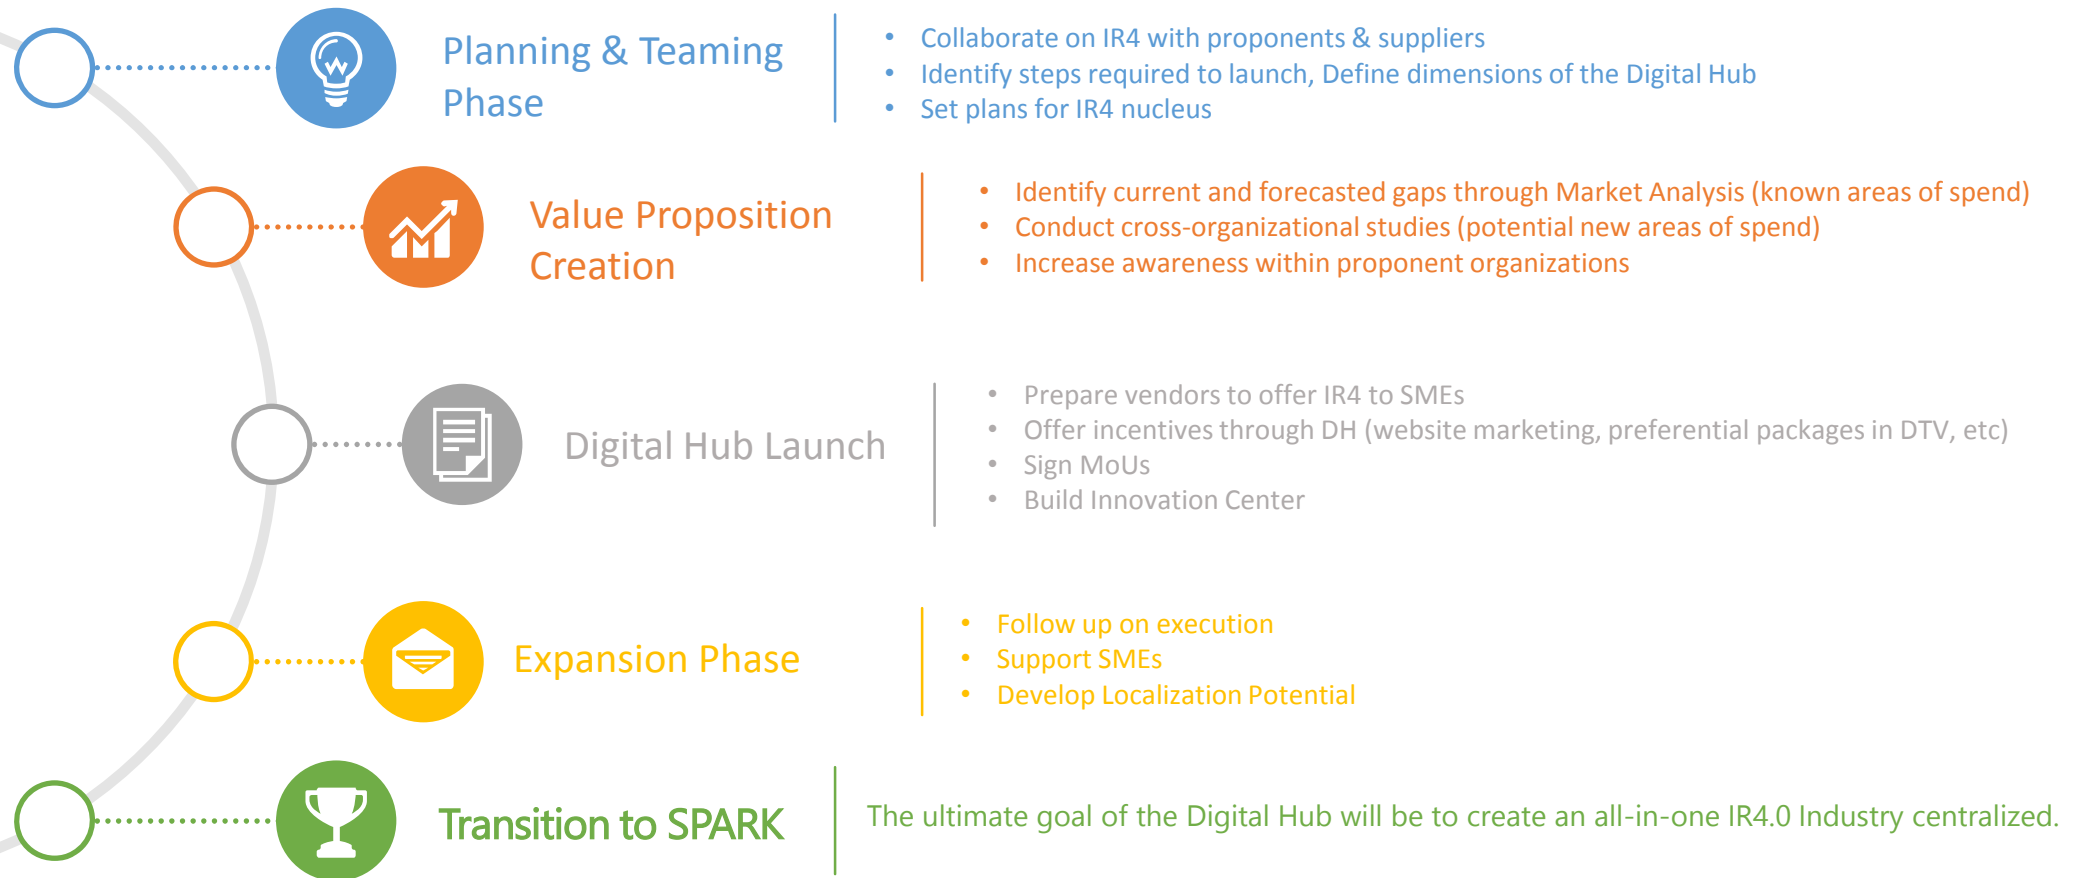 Planning & Teaming
Phase
• Collaborate on IR4 with proponents & suppliers
• Identify steps required to launch, Define dimensions of the Digital Hub
• Set plans for IR4 nucleus
Value Proposition
Creation
• Identify current and forecasted gaps through Market Analysis (known areas of spend)
• Conduct cross-organizational studies (potential new areas of spend)
• Increase awareness within proponent organizations
Digital Hub Launch
• Prepare vendors to offer IR4 to SMEs
• Offer incentives through DH (website marketing, preferential packages in DTV, etc)
• Sign MoUs
• Build Innovation Center
Expansion Phase
• Follow up on execution
• Support SMEs
• Develop Localization Potential
Transition to SPARK
The ultimate goal of the Digital Hub will be to create an all-in-one IR4.0 Industry centralized.